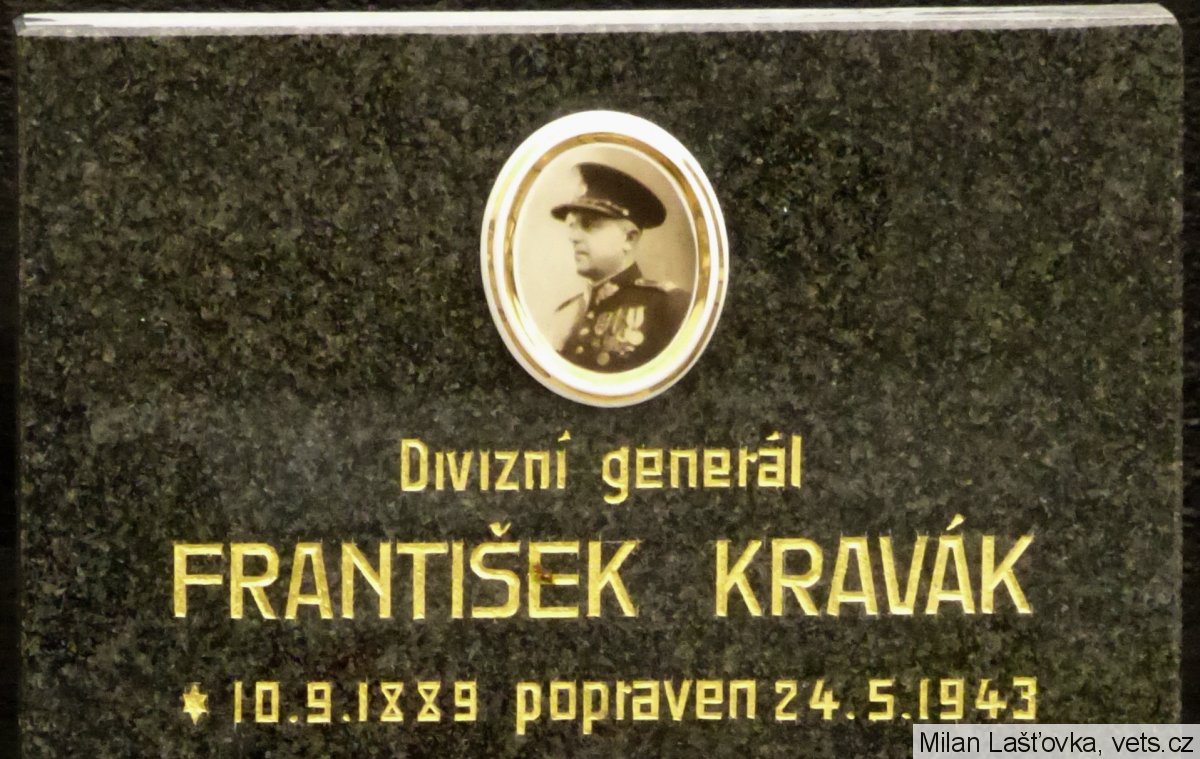 Divizní generál
FRANTIŠEK KRAVÁK
* 10.9.1889 popraven 24.5.1943
Milan Lašťovka, vets.cz